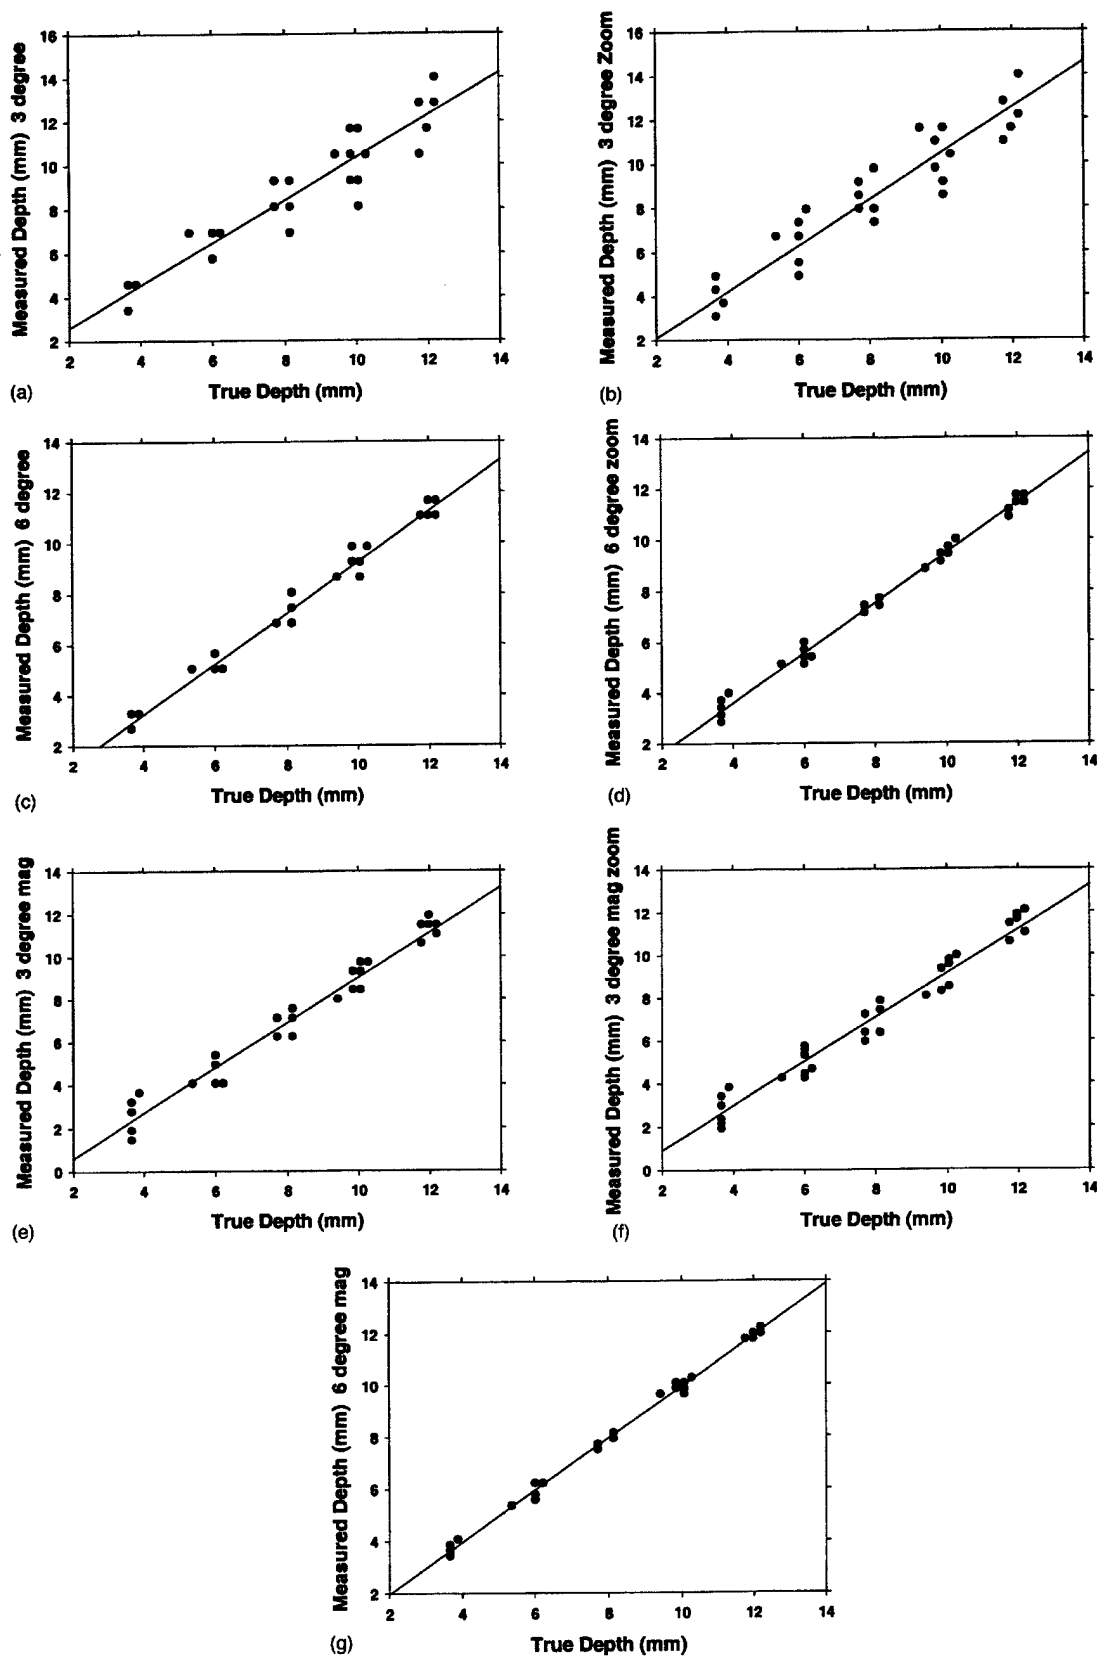 Measured Depth (mm) 3 degree
16
14
12
10
8
6
4
2
2 4 6 8 10 12 14
True Depth (mm)
(a)
Measured Depth (mm) 3 degree Zoom
16
14
12
10
8
6
4
2
2 4 6 8 10 12 14
True Depth (mm)
(b)
Measured Depth (mm) 6 degree
14
12
10
8
6
4
2
2 4 6 8 10 12 14
True Depth (mm)
(c)
Measured Depth (mm) 6 degree zoom
14
12
10
8
6
4
2
2 4 6 8 10 12 14
True Depth (mm)
(d)
Measured Depth (mm) 3 degree mag
14
12
10
8
6
4
2
0
2 4 6 8 10 12 14
True Depth (mm)
(e)
Measured Depth (mm) 3 degree mag zoom
14
12
10
8
6
4
2
0
2 4 6 8 10 12 14
True Depth (mm)
(f)
Measured Depth (mm) 6 degree mag
14
12
10
8
6
4
2
2 4 6 8 10 12 14
True Depth (mm)
(g)